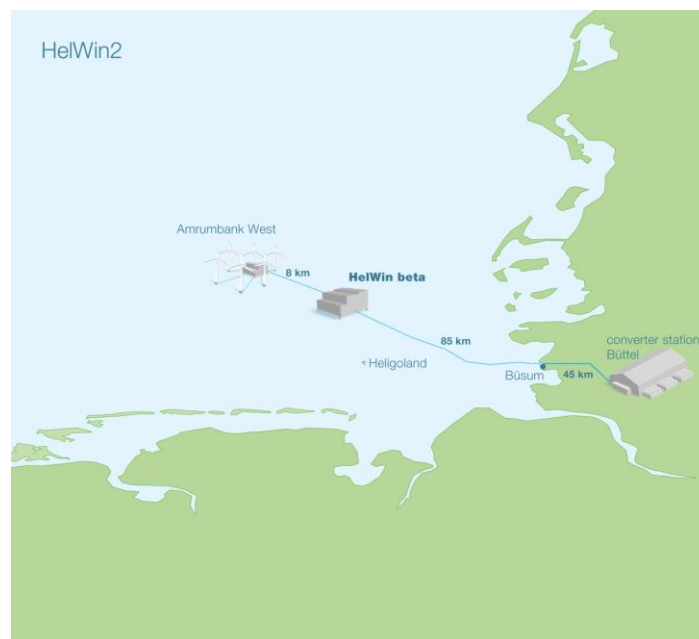 HelWin2
Amrumbank West
8 km
HelWin beta
85 km
Heligoland
converter station
Büttel
Büsum
45 km